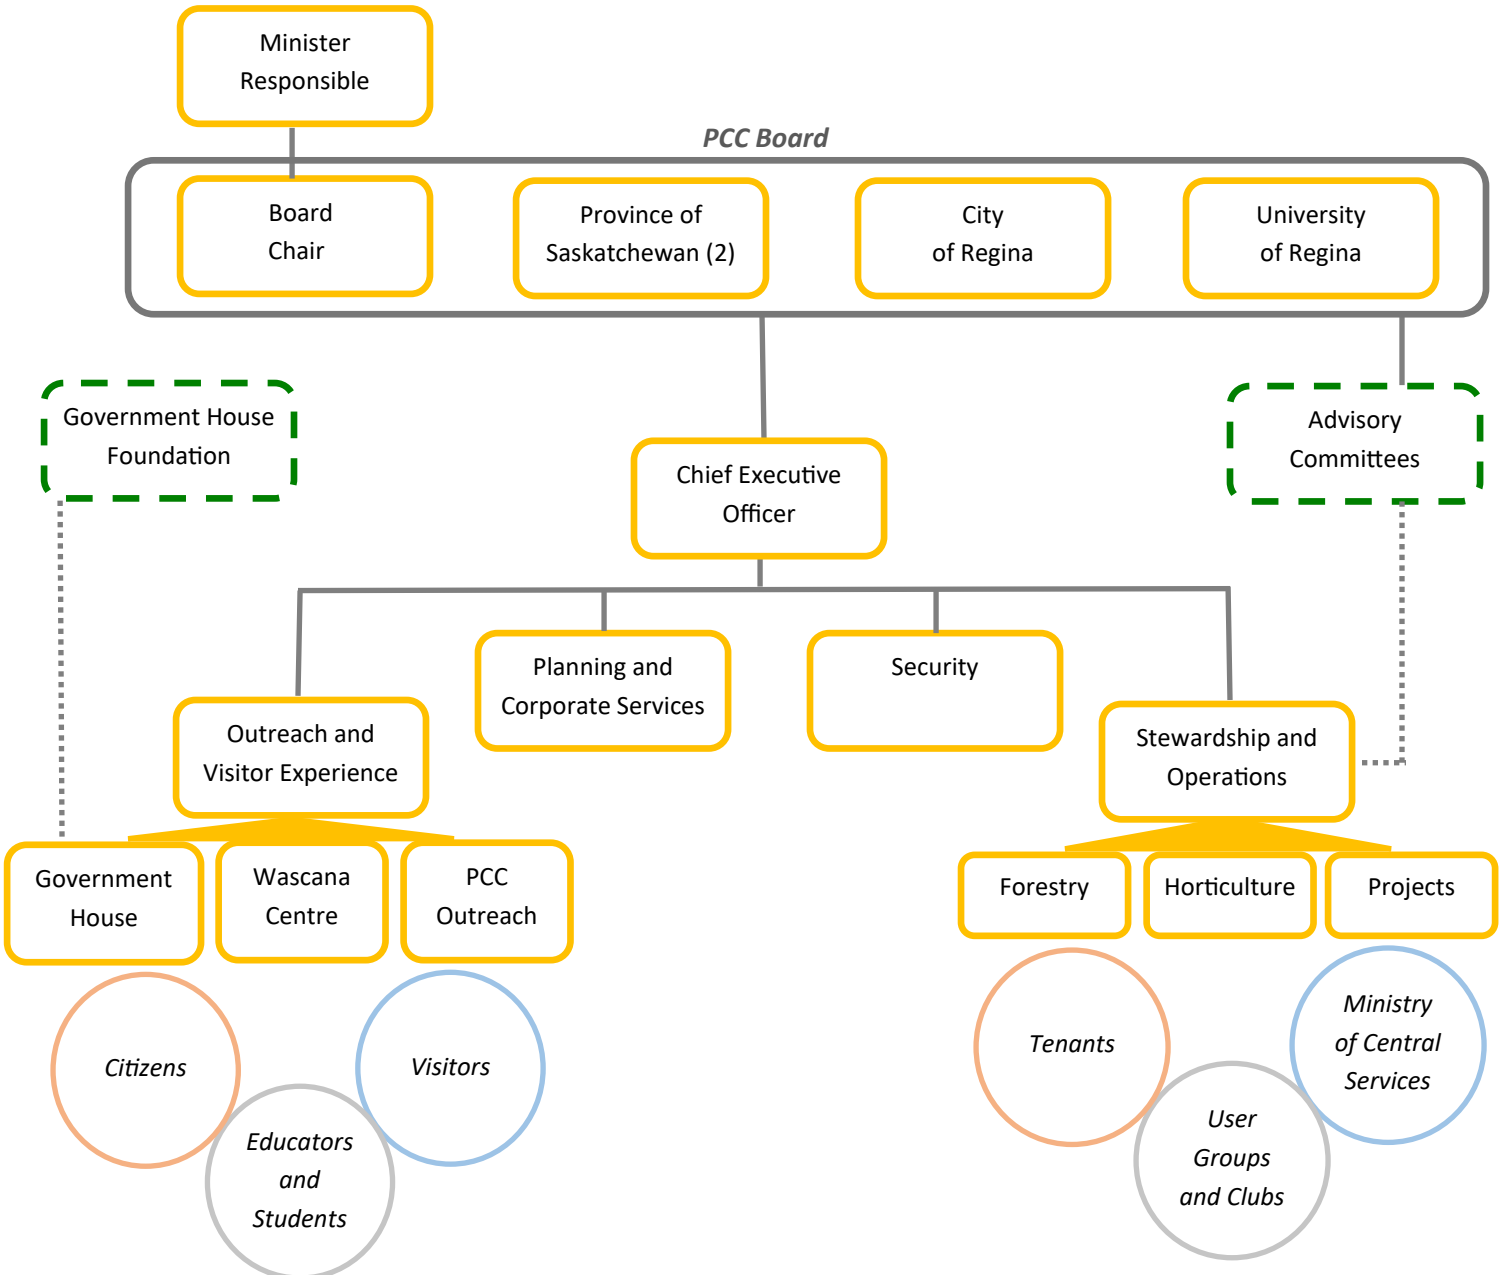 Minister
Responsible
PCC Board
Board
Chair
Province of
Saskatchewan (2)
City
of Regina
University
of Regina
Government House
Foundation
Advisory
Committees
Chief Executive
Officer
Planning and
Corporate Services
Security
Outreach and
Visitor Experience
Stewardship and
Operations
Government
House
Wascana
Centre
PCC
Outreach
Forestry
Horticulture
Projects
Citizens
Visitors
Educators
and
Students
Tenants
Ministry
of Central
Services
User
Groups
and Clubs